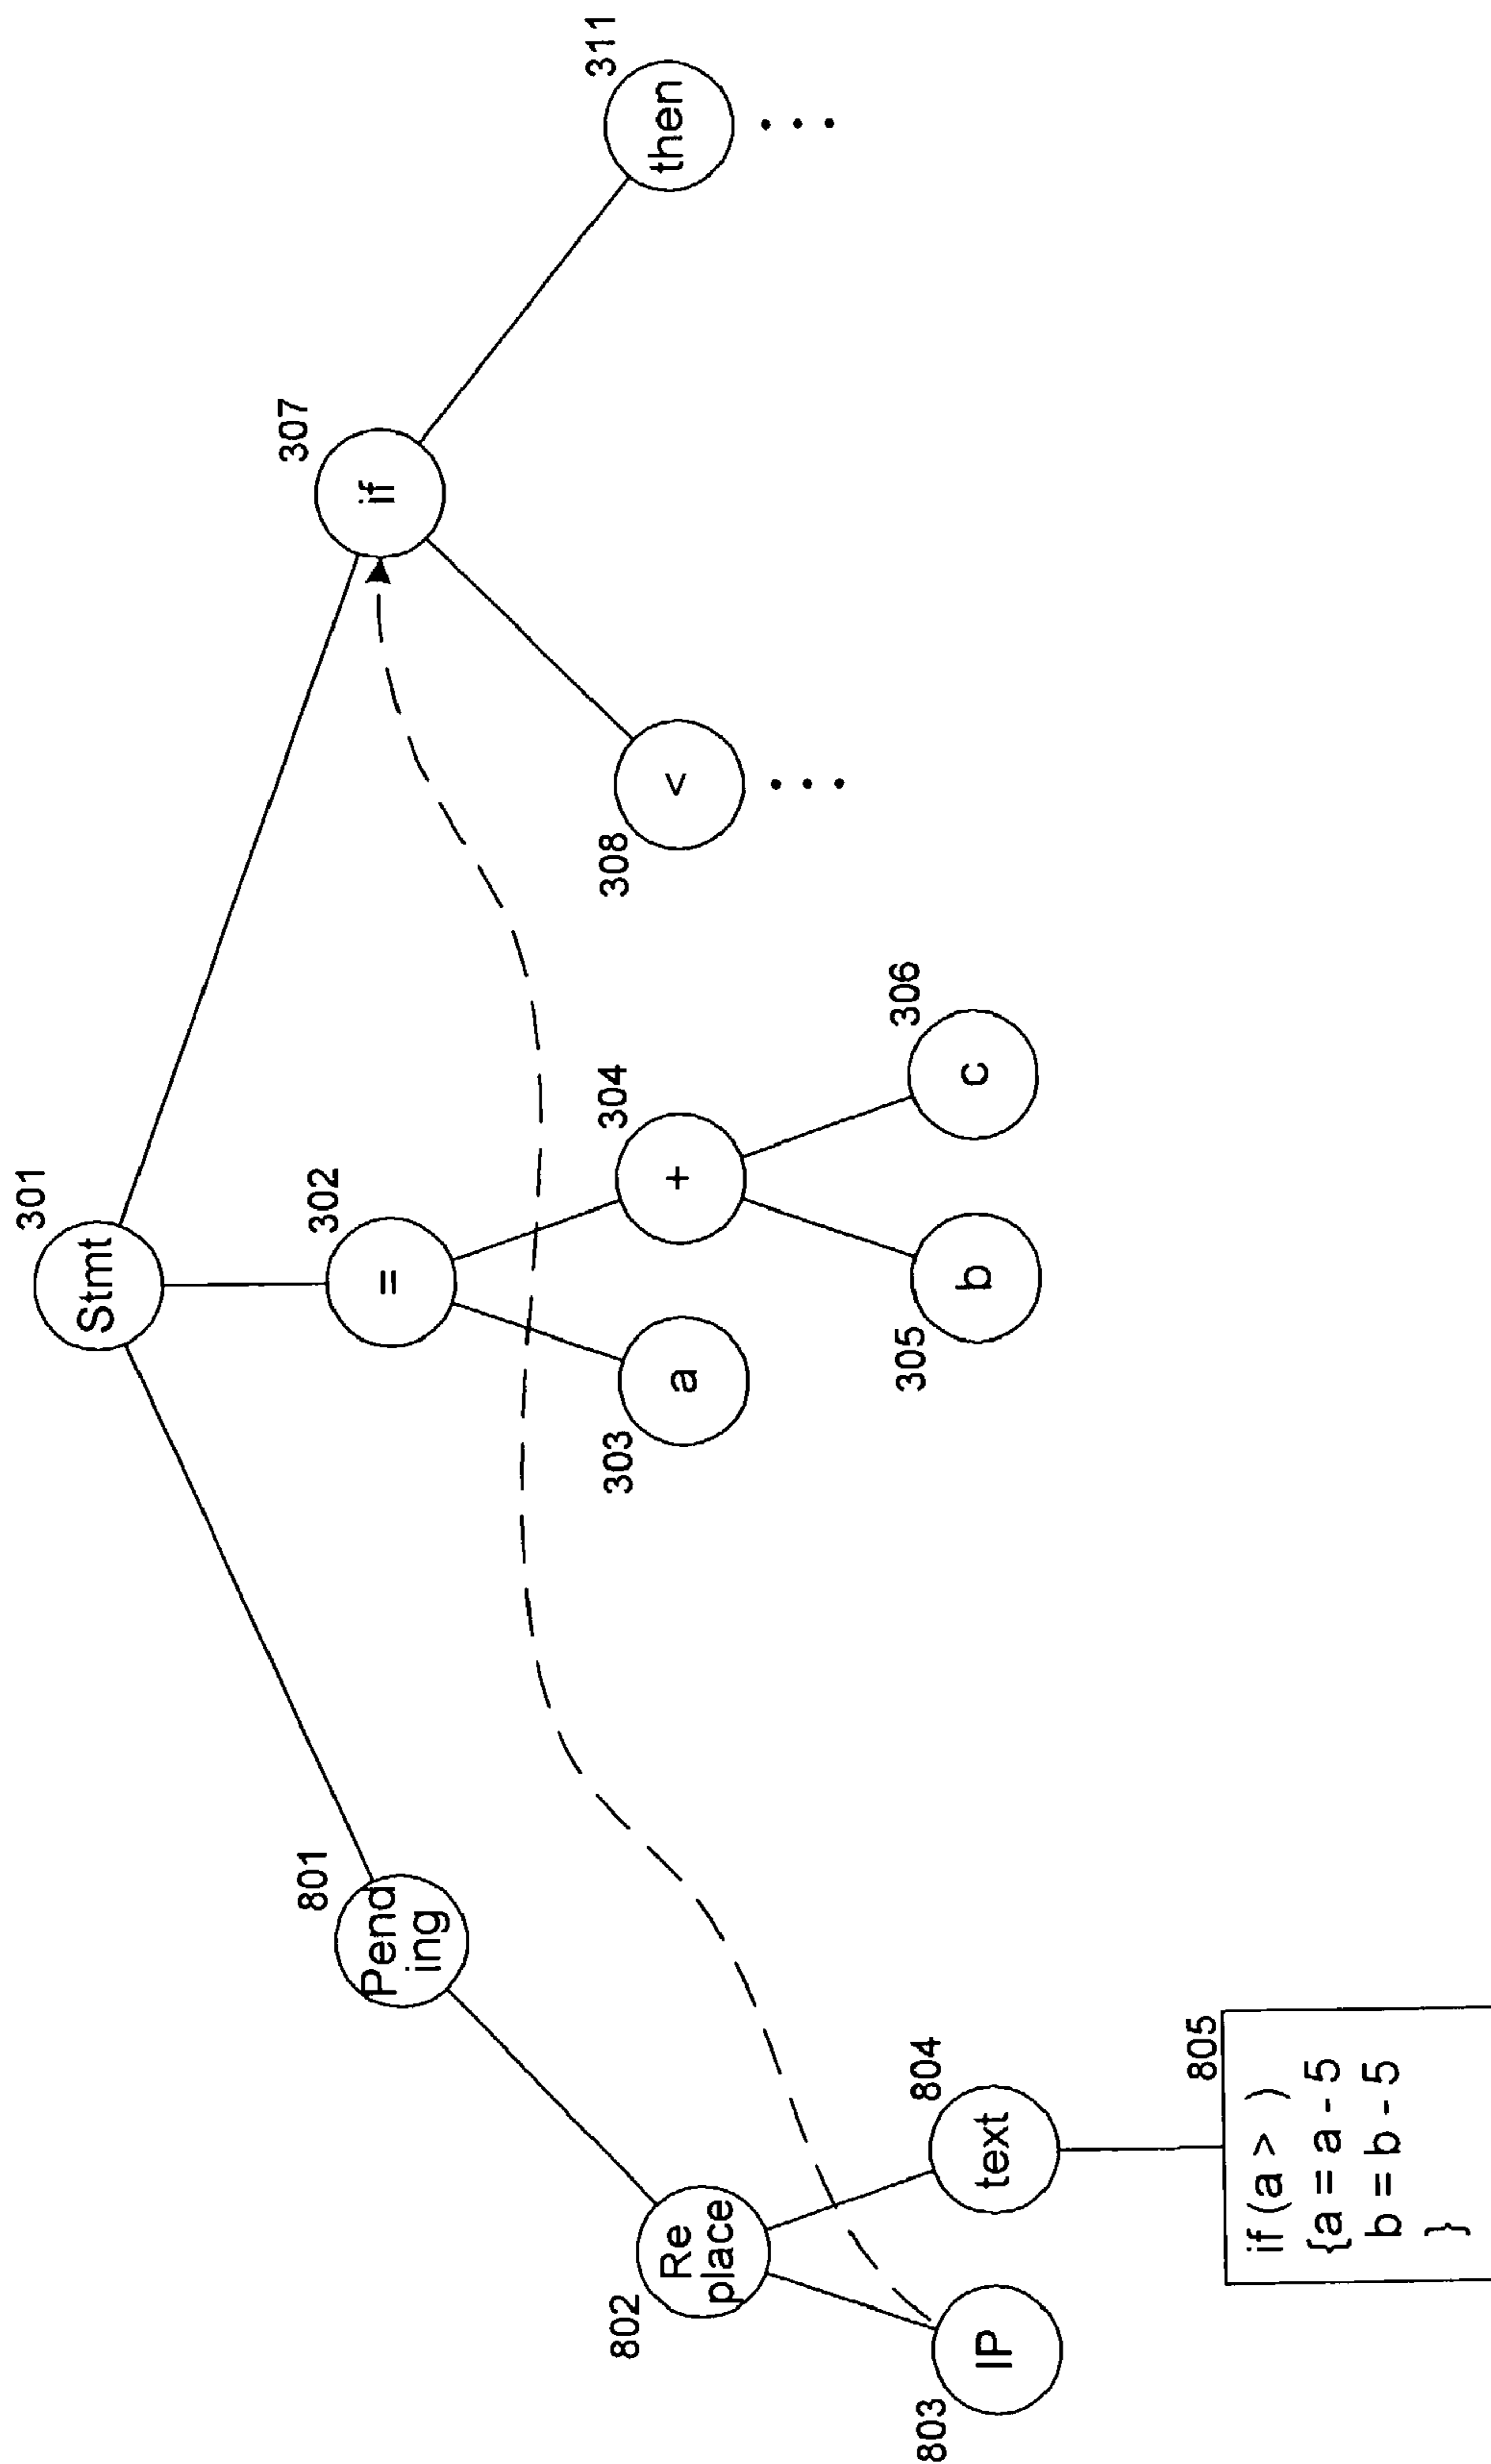 301
Stmt
801
Pend
ing
302
=
307
if
802
Re
place
303
a
304
+
308
<
311
then
803
IP
804
text
305
b
306
c
805
if (a > )
{a = a - 5
b = b - 5
}